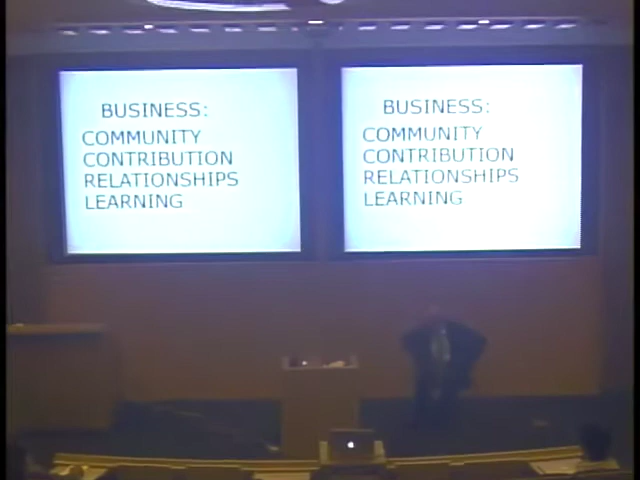 BUSINESS:
COMMUNITY
CONTRIBUTION
RELATIONSHIPS
LEARNING
BUSINESS:
COMMUNITY
CONTRIBUTION
RELATIONSHIPS
LEARNING